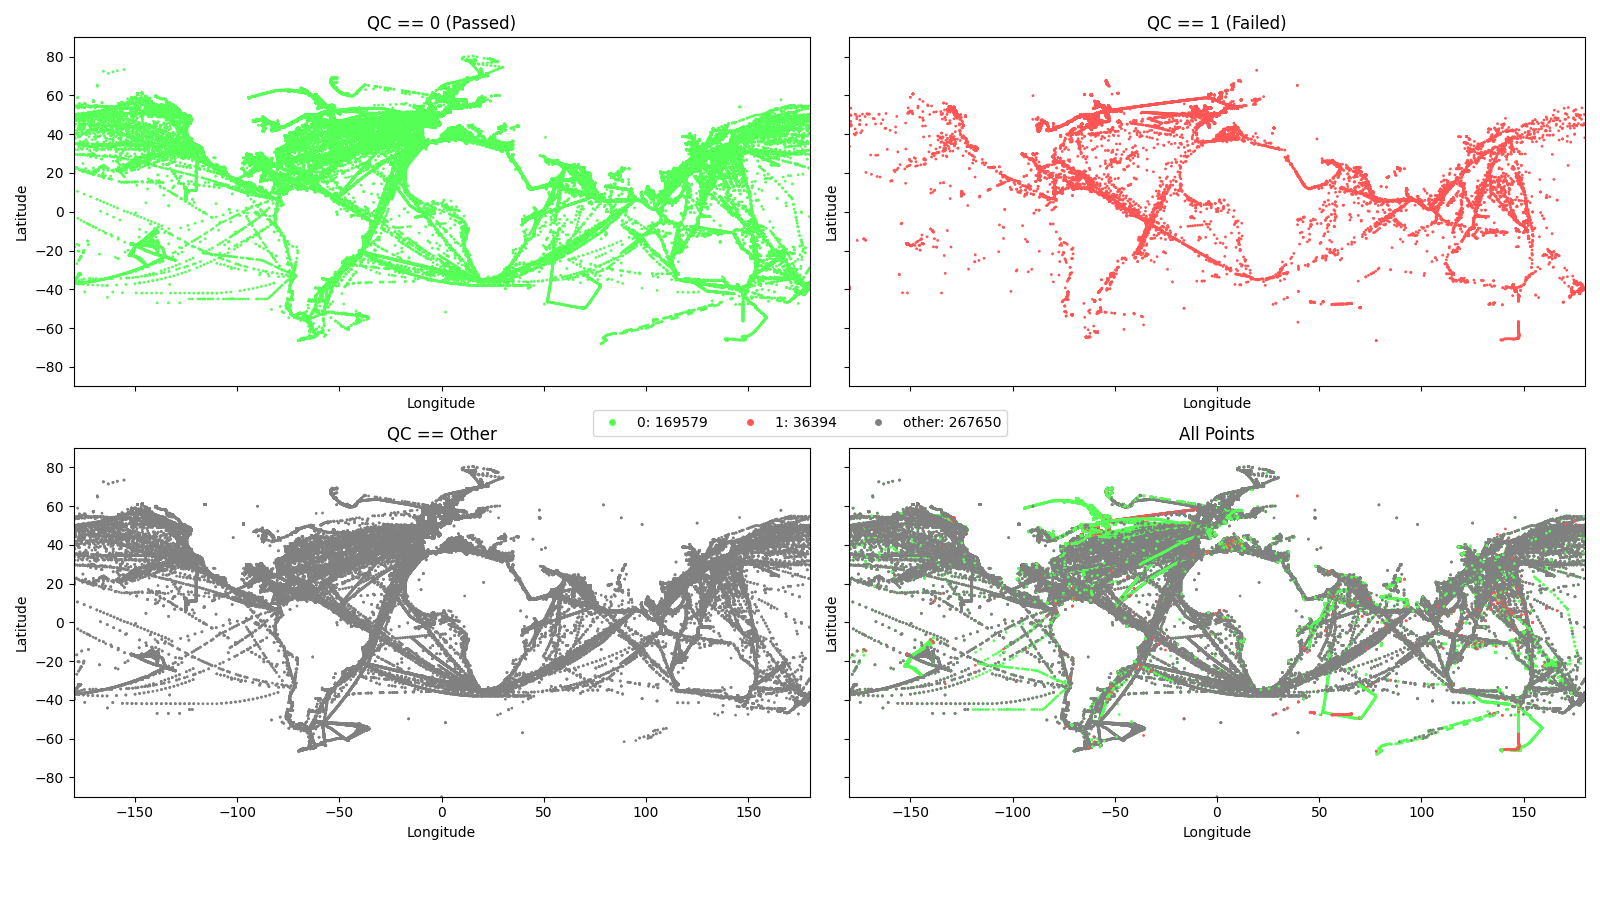 QC == 0 (Passed)
QC == 1 (Failed)
80
60
40
20
0
−20
−40
−60
−80
Latitude
Latitude
Longitude
Longitude
0: 169579 1: 36394 other: 267650
QC == Other
All Points
80
60
40
20
0
−20
−40
−60
−80
Latitude
Latitude
−150 −100 −50 0 50 100 150
−150 −100 −50 0 50 100 150
Longitude
Longitude